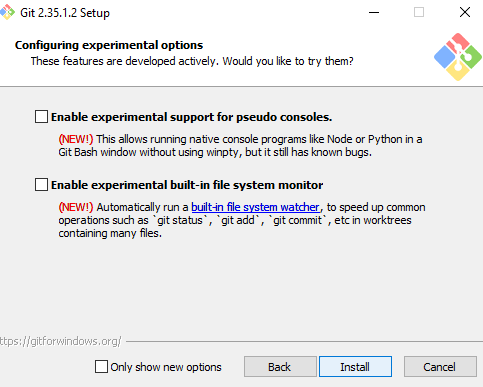 Git 2.35.1.2 Setup
Configuring experimental options
These features are developed actively. Would you like to try them?
Enable experimental support for pseudo consoles.
(NEW!) This allows running native console programs like Node or Python in a
Git Bash window without using winpty, but it still has known bugs.
Enable experimental built-in file system monitor
(NEW!) Automatically run a built-in file system watcher, to speed up common
operations such as `git status`, `git add`, `git commit`, etc in worktrees
containing many files.
ttps://gitforwindows.org/
Only show new options
Back
Install
Cancel